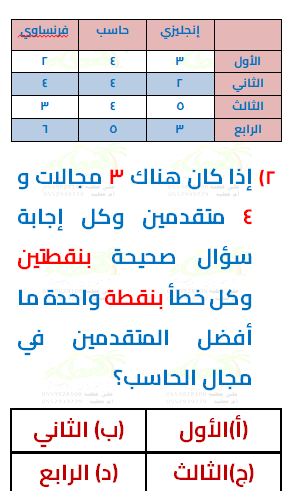 إنجليزي حاسب فرنساوي
الأول ٣ ٤ ٢
الثاني ٢ ٤ ٤
الثالث ٥ ٤ ٣
الرابع ٣ ٥ ٦
٢) إذا كان هناك ٣ مجالات و
٤ متقدمين وكل إجابة
سؤال صحيحة بنقطتين
وكل خطأ بنقطة واحدة ما
أفضل المتقدمين في
مجال الحاسب؟
(أ)الأول (ب) الثاني
(ج)الثالث (د) الرابع